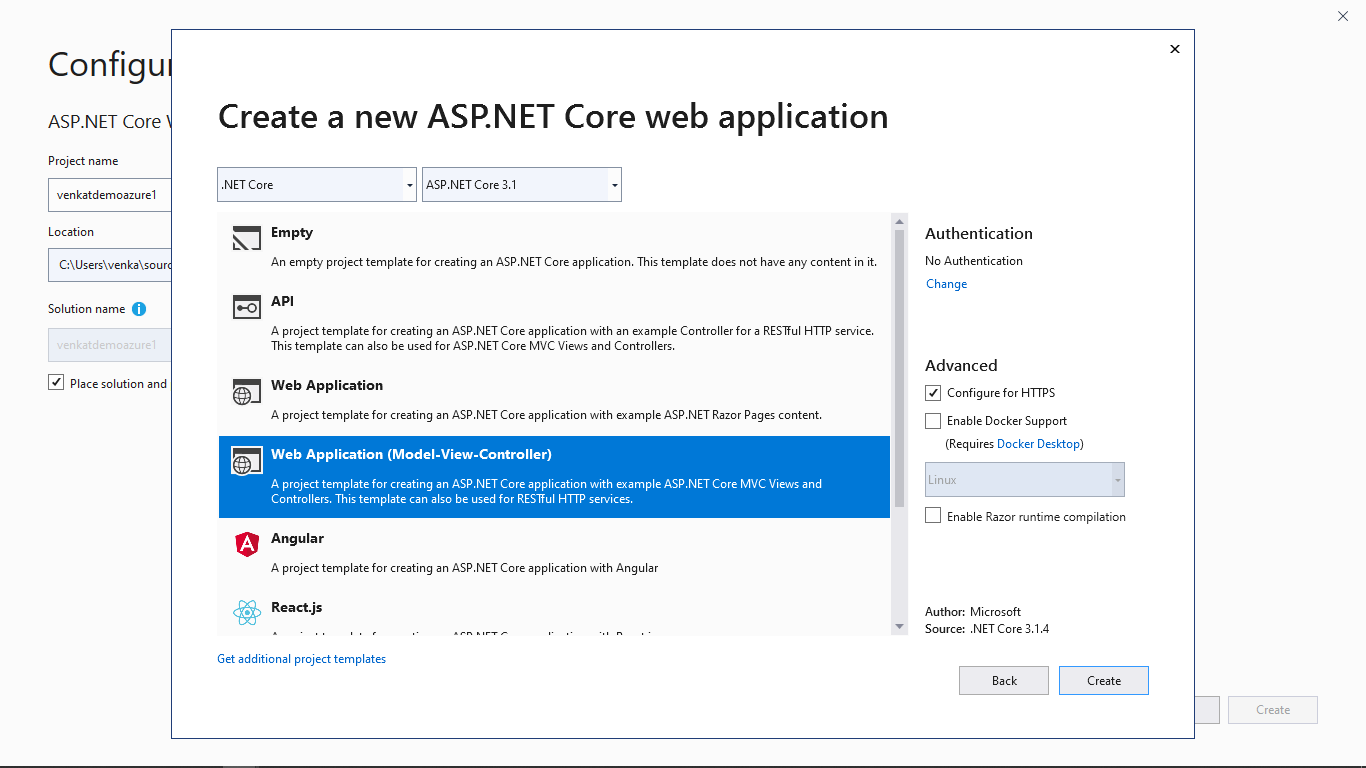 Configu
ASP.NET Core
Project name
venkatdemoazure1
Location
C:\Users\venka\sourc
Solution name
venkatdemoazure1
Place solution and
Create a new ASP.NET Core web application
.NET Core
ASP.NET Core 3.1
Empty
An empty project template for creating an ASP.NET Core application. This template does not have any content in it.
API
A project template for creating an ASP.NET Core application with an example Controller for a RESTful HTTP service.
This template can also be used for ASP.NET Core MVC Views and Controllers.
Web Application
A project template for creating an ASP.NET Core application with example ASP.NET Razor Pages content.
Web Application (Model-View-Controller)
A project template for creating an ASP.NET Core application with example ASP.NET Core MVC Views and
Controllers. This template can also be used for RESTful HTTP services.
Angular
A project template for creating an ASP.NET Core application with Angular
React.js
Get additional project templates
Authentication
No Authentication
Change
Advanced
Configure for HTTPS
Enable Docker Support
(Requires Docker Desktop)
Linux
Enable Razor runtime compilation
Author: Microsoft
Source: .NET Core 3.1.4
Back
Create
Create